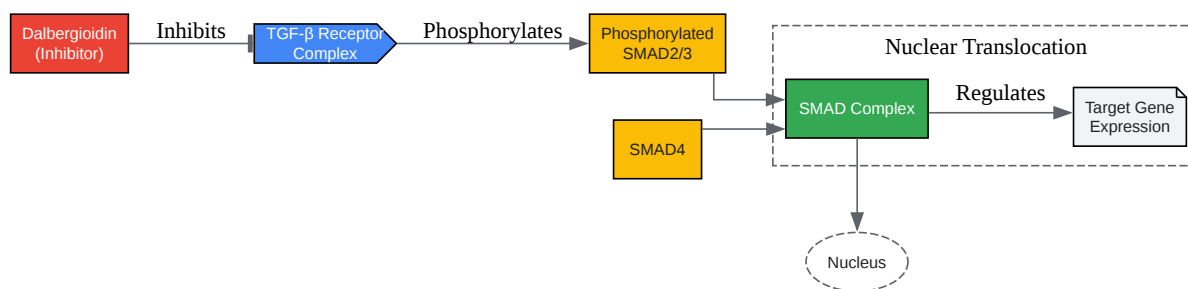 Dalbergioidin
(Inhibitor)
Inhibits
TGF-β Receptor
Complex
Phosphorylates
Phosphorylated
SMAD2/3
SMAD4
Nuclear Translocation
SMAD Complex
Regulates
Target Gene
Expression
Nucleus